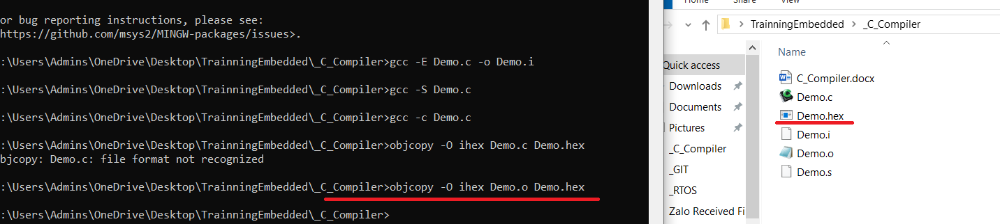 or bug reporting instructions, please see:
https://github.com/msys2/MINGW-packages/issues>.
:\Users\Admins\OneDrive\Desktop\TrainningEmbedded\_C_Compiler>gcc -E Demo.c -o Demo.i
:\Users\Admins\OneDrive\Desktop\TrainningEmbedded\_C_Compiler>gcc -S Demo.c
:\Users\Admins\OneDrive\Desktop\TrainningEmbedded\_C_Compiler>gcc -c Demo.c
:\Users\Admins\OneDrive\Desktop\TrainningEmbedded\_C_Compiler>objcopy -O ihex Demo.c Demo.hex
bjcopy: Demo.c: file format not recognized
:\Users\Admins\OneDrive\Desktop\TrainningEmbedded\_C_Compiler>objcopy -O ihex Demo.o Demo.hex
:\Users\Admins\OneDrive\Desktop\TrainningEmbedded\_C_Compiler>
Home Share View
TrainningEmbedded > _C_Compiler
Quick access
Downloads
Documents
Pictures
_C_Compiler
_GIT
_RTOS
Zalo Received Fi
Name
C_Compiler.docx
Demo.c
Demo.hex
Demo.i
Demo.o
Demo.s